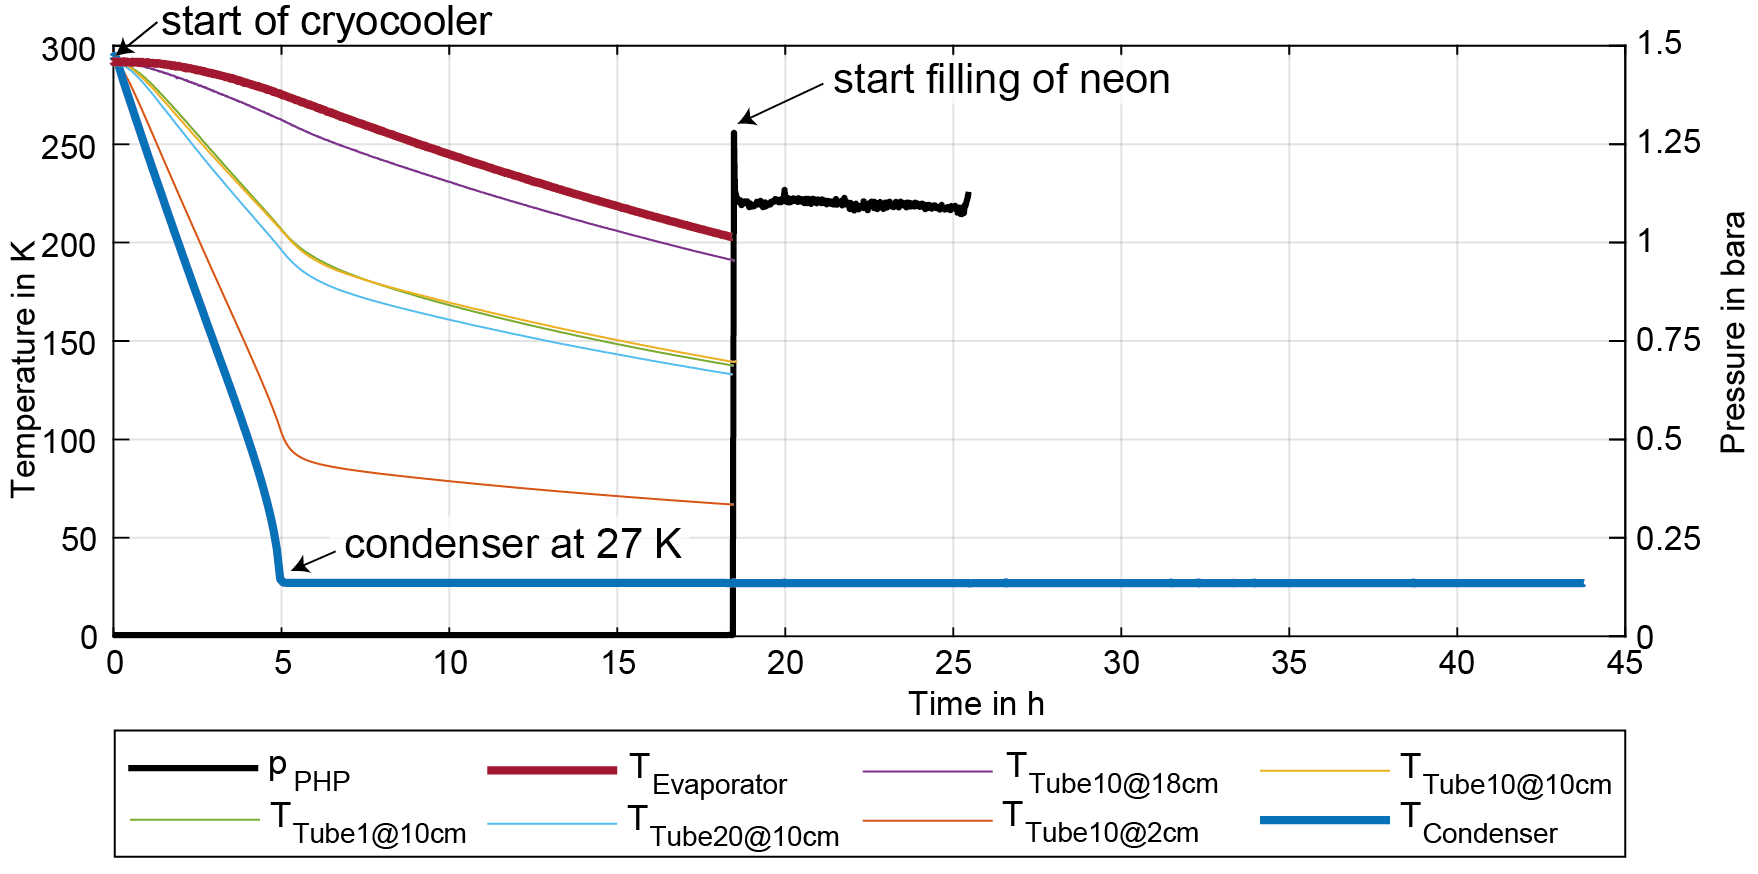 start of cryocooler
300
250
200
150
100
50
0
Temperature in K
start filling of neon
condenser at 27 K
1.5
1.25
1
0.75
0.5
0.25
0
Pressure in bara
0 5 10 15 20 25 30 35 40 45
Time in h
p PHP T Evaporator T Tube10@18cm T Tube10@10cm
T Tube1@10cm T Tube20@10cm T Tube10@2cm T Condenser